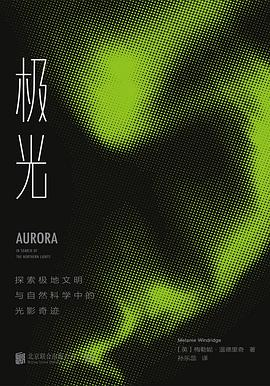 极
光
AURORA
IN SEARCH OF
THE NORTHERN LIGHTS
探索极地文明
与自然科学中的
光影奇迹
Melanie Windridge
[英] 梅勒妮·温德里奇 著
孙乐蕊 译
北京联合出版公司